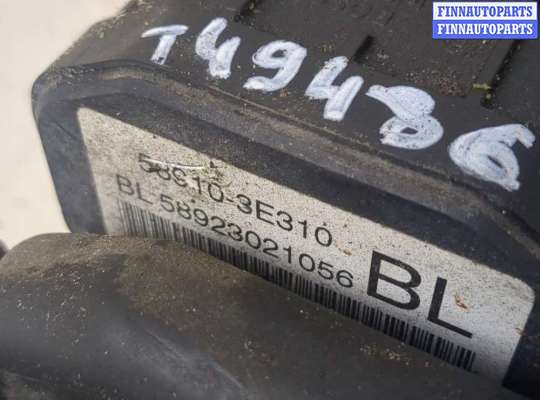 FINNAUTOPARTS
FINNAUTOPARTS
T49486
58910-3E310
BL 58923021056
BL